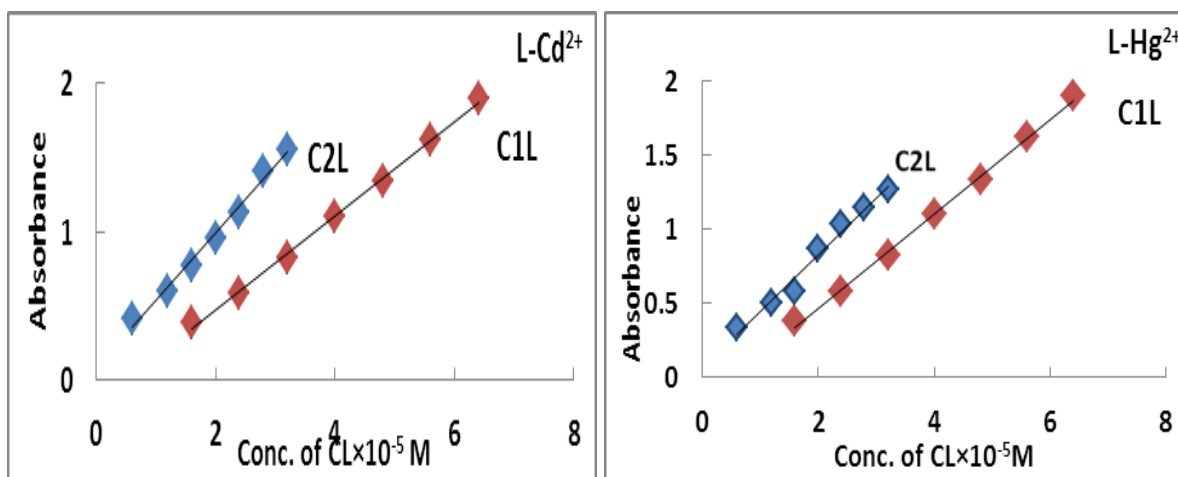 L-Cd²⁺
2
C2L
C1L
1
0
Absorbance
0 2 4 6 8
Conc. of CL×10⁻⁵ M
L-Hg²⁺
2
C1L
1.5
C2L
1
0.5
0
Absorbance
0 2 4 6 8
Conc. of CL×10⁻⁵M